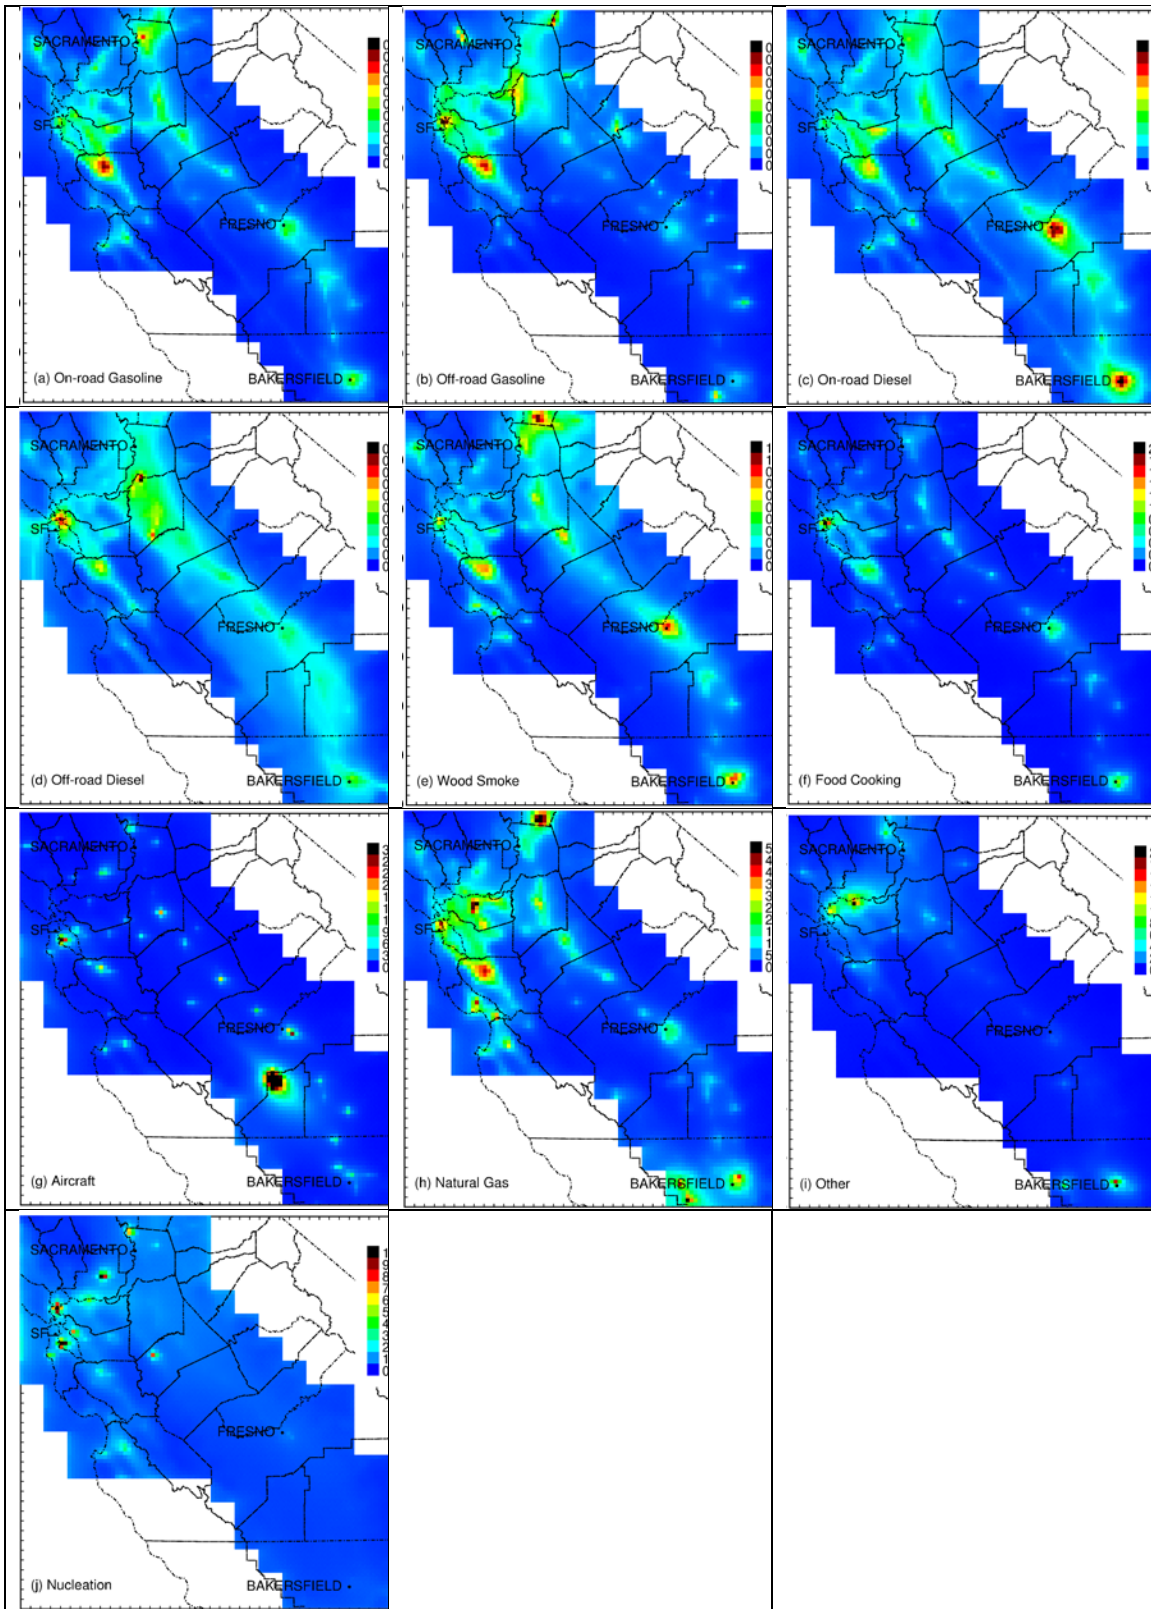 SACRAMENTO
SF
FRESNO
BAKERSFIELD
(a) On-road Gasoline
SACRAMENTO
SF
FRESNO
BAKERSFIELD
(b) Off-road Gasoline
SACRAMENTO
SF
FRESNO
BAKERSFIELD
(c) On-road Diesel
SACRAMENTO
SF
FRESNO
BAKERSFIELD
(d) Off-road Diesel
SACRAMENTO
SF
FRESNO
BAKERSFIELD
(e) Wood Smoke
SACRAMENTO
SF
FRESNO
BAKERSFIELD
(f) Food Cooking
SACRAMENTO
SF
FRESNO
BAKERSFIELD
(g) Aircraft
SACRAMENTO
SF
FRESNO
BAKERSFIELD
(h) Natural Gas
SACRAMENTO
SF
FRESNO
BAKERSFIELD
(i) Other
SACRAMENTO
SF
FRESNO
BAKERSFIELD
(j) Nucleation